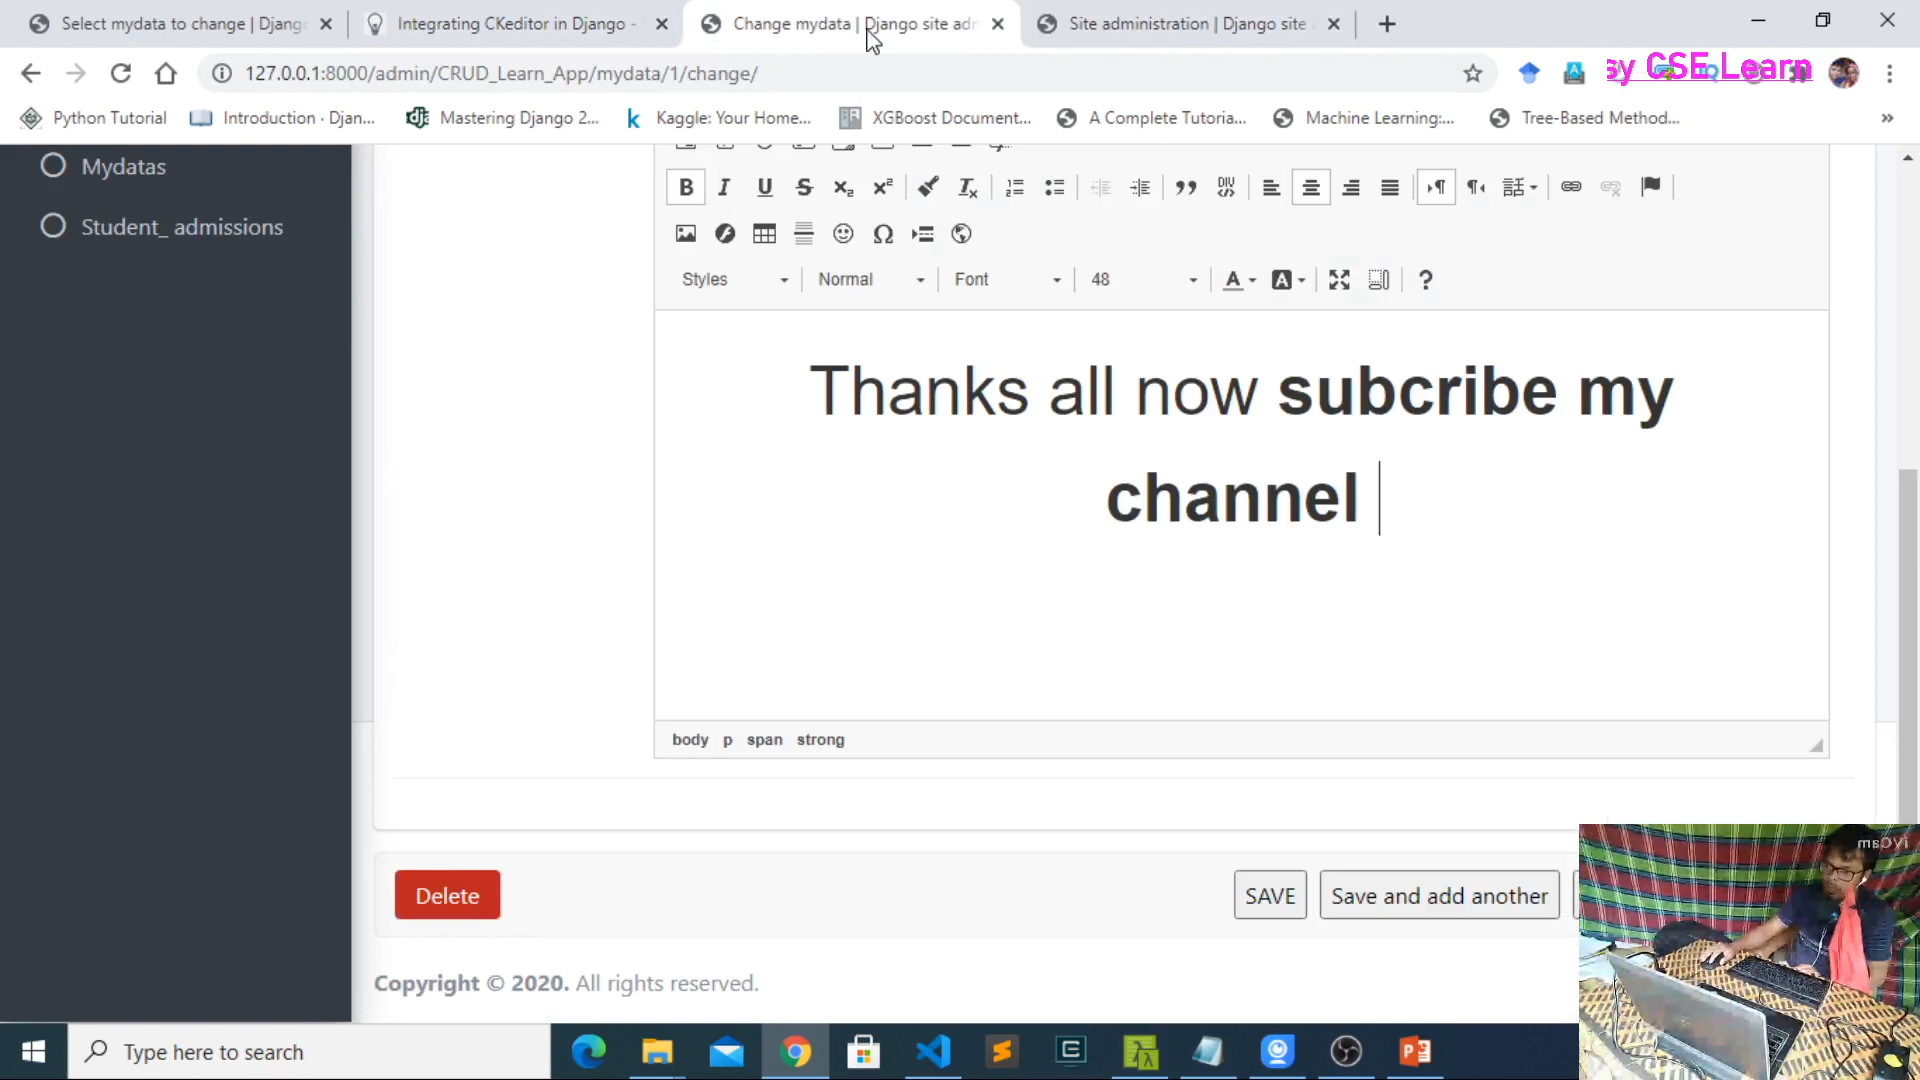 Select mydata to change | Djang
Integrating CKeditor in Django -
Change mydata | Django site adn
Site administration | Django site
127.0.0.1:8000/admin/CRUD_Learn_App/mydata/1/change/
sy CSE Learn
Python Tutorial
Introduction · Djan...
Mastering Django 2...
Kaggle: Your Home...
XGBoost Document...
A Complete Tutoria...
Machine Learning:...
Tree-Based Method...
»
Mydatas
Student_ admissions
Styles
Normal
Font
48
Thanks all now subcribe my
channel
body p span strong
Delete
SAVE
Save and add another
Copyright © 2020. All rights reserved.
Type here to search